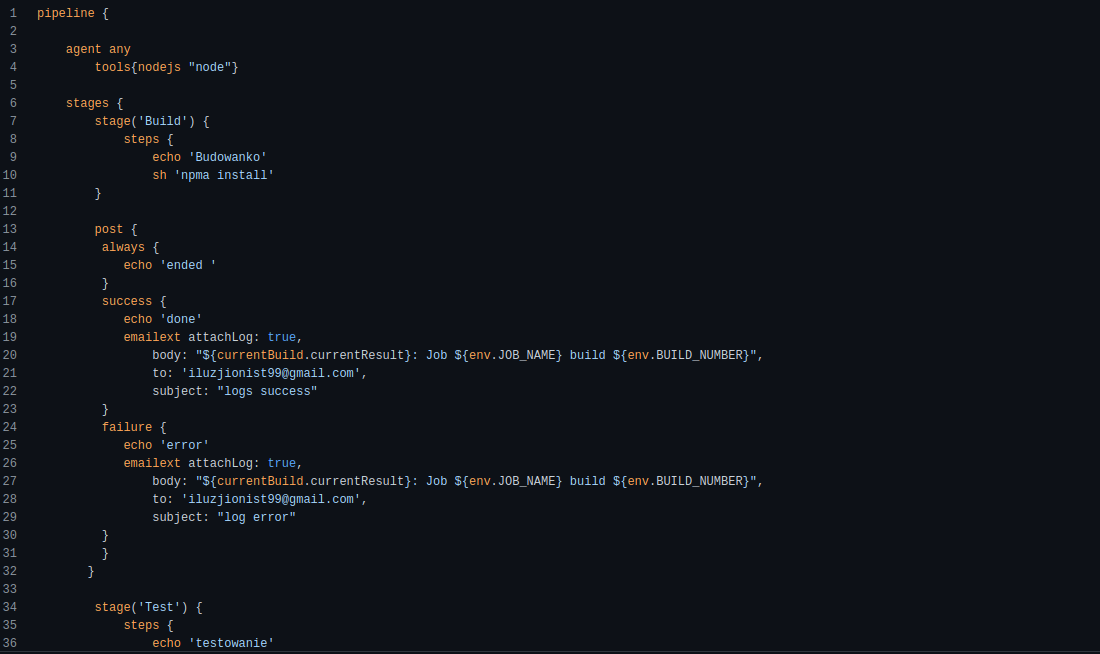 1 pipeline {
2
3     agent any
4         tools{nodejs "node"}
5
6     stages {
7         stage('Build') {
8             steps {
9                 echo 'Budowanko'
10                 sh 'npma install'
11         }
12
13         post {
14          always {
15             echo 'ended '
16          }
17          success {
18             echo 'done'
19             emailext attachLog: true,
20                 body: "${currentBuild.currentResult}: Job ${env.JOB_NAME} build ${env.BUILD_NUMBER}",
21                 to: 'iluzjionist99@gmail.com',
22                 subject: "logs success"
23          }
24          failure {
25             echo 'error'
26             emailext attachLog: true,
27                 body: "${currentBuild.currentResult}: Job ${env.JOB_NAME} build ${env.BUILD_NUMBER}",
28                 to: 'iluzjionist99@gmail.com',
29                 subject: "log error"
30          }
31          }
32        }
33
34         stage('Test') {
35             steps {
36                 echo 'testowanie'